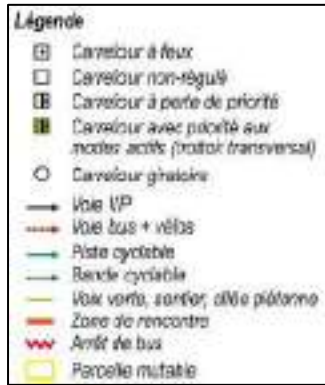 Légende
Carrefour à feux
Carrefour non-régulé
Carrefour à perte de priorité
Carrefour avec priorité aux
modes actifs (trottoir transversal)
Carrefour giratoire
Voie VP
Voie bus + vélos
Piste cyclable
Bande cyclable
Voie verte, sentier, allée piétonne
Zone de rencontre
Arrêt de bus
Parcelle mutable